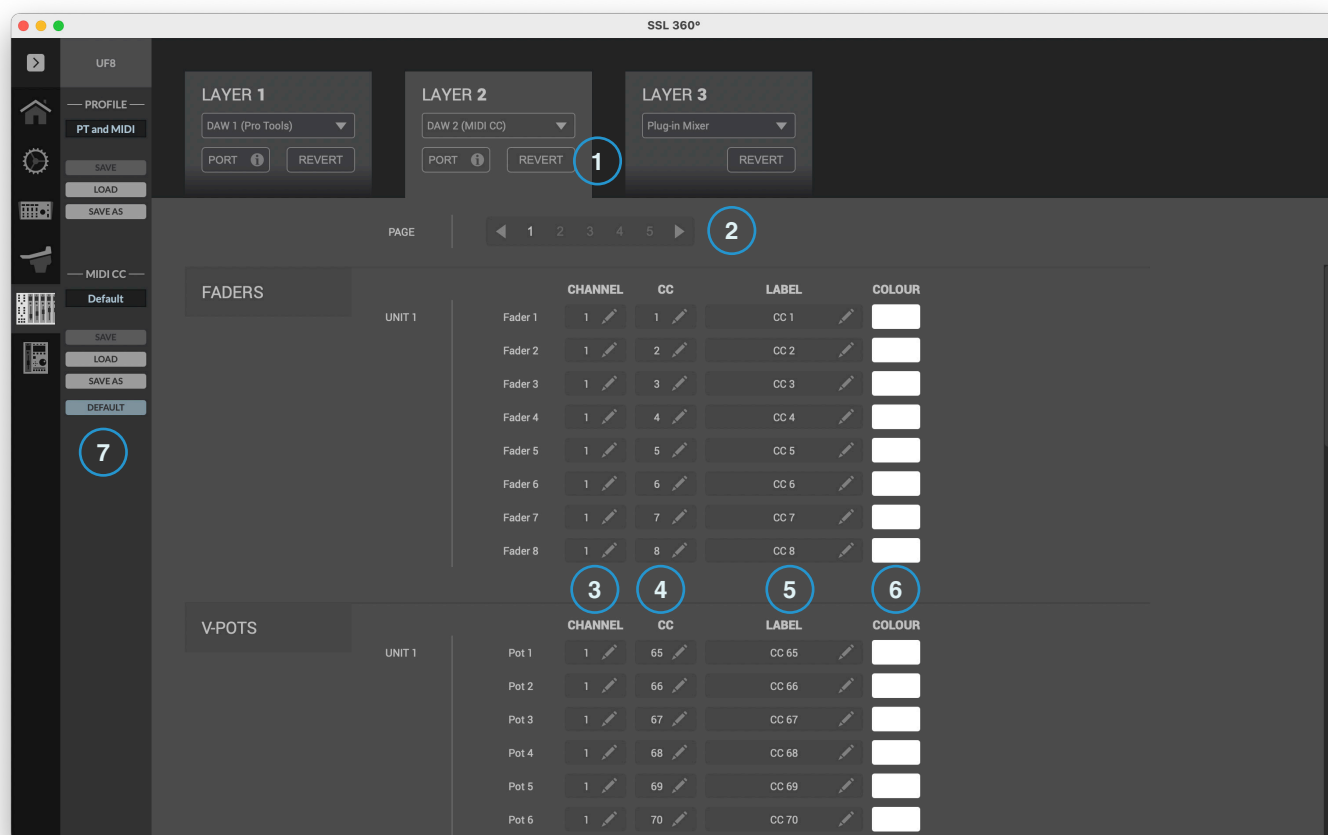 SSL 360°
UF8
PROFILE
PT and MIDI
SAVE
LOAD
SAVE AS
MIDI CC
Default
SAVE
LOAD
SAVE AS
DEFAULT
7
LAYER 1
DAW 1 (Pro Tools)
PORT i REVERT
LAYER 2
DAW 2 (MIDI CC)
PORT i REVERT
1
LAYER 3
Plug-in Mixer
REVERT
PAGE 1 2 3 4 5
2
FADERS
CHANNEL CC LABEL COLOUR
UNIT 1 Fader 1 1 1 CC 1
Fader 2 1 2 CC 2
Fader 3 1 3 CC 3
Fader 4 1 4 CC 4
Fader 5 1 5 CC 5
Fader 6 1 6 CC 6
Fader 7 1 7 CC 7
Fader 8 1 8 CC 8
3 4 5 6
V-POTS
CHANNEL CC LABEL COLOUR
UNIT 1 Pot 1 1 65 CC 65
Pot 2 1 66 CC 66
Pot 3 1 67 CC 67
Pot 4 1 68 CC 68
Pot 5 1 69 CC 69
Pot 6 1 70 CC 70